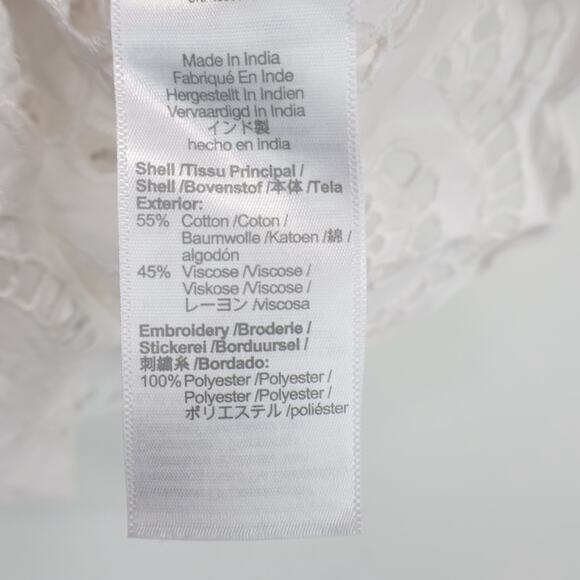 Made In India
Fabriqué En Inde
Hergestellt In Indien
Vervaardigd In India
インド製
hecho en India
Shell /Tissu Principal /
Shell /Bovenstof /本体 /Tela
Exterior:
55% Cotton /Coton /
Baumwolle /Katoen /綿 /
algodón
45% Viscose /Viscose /
Viskose /Viscose /
レーヨン /viscosa
Embroidery /Broderie /
Stickerei /Borduursel /
刺繍糸 /Bordado:
100% Polyester /Polyester /
Polyester /Polyester /
ポリエステル /poliéster